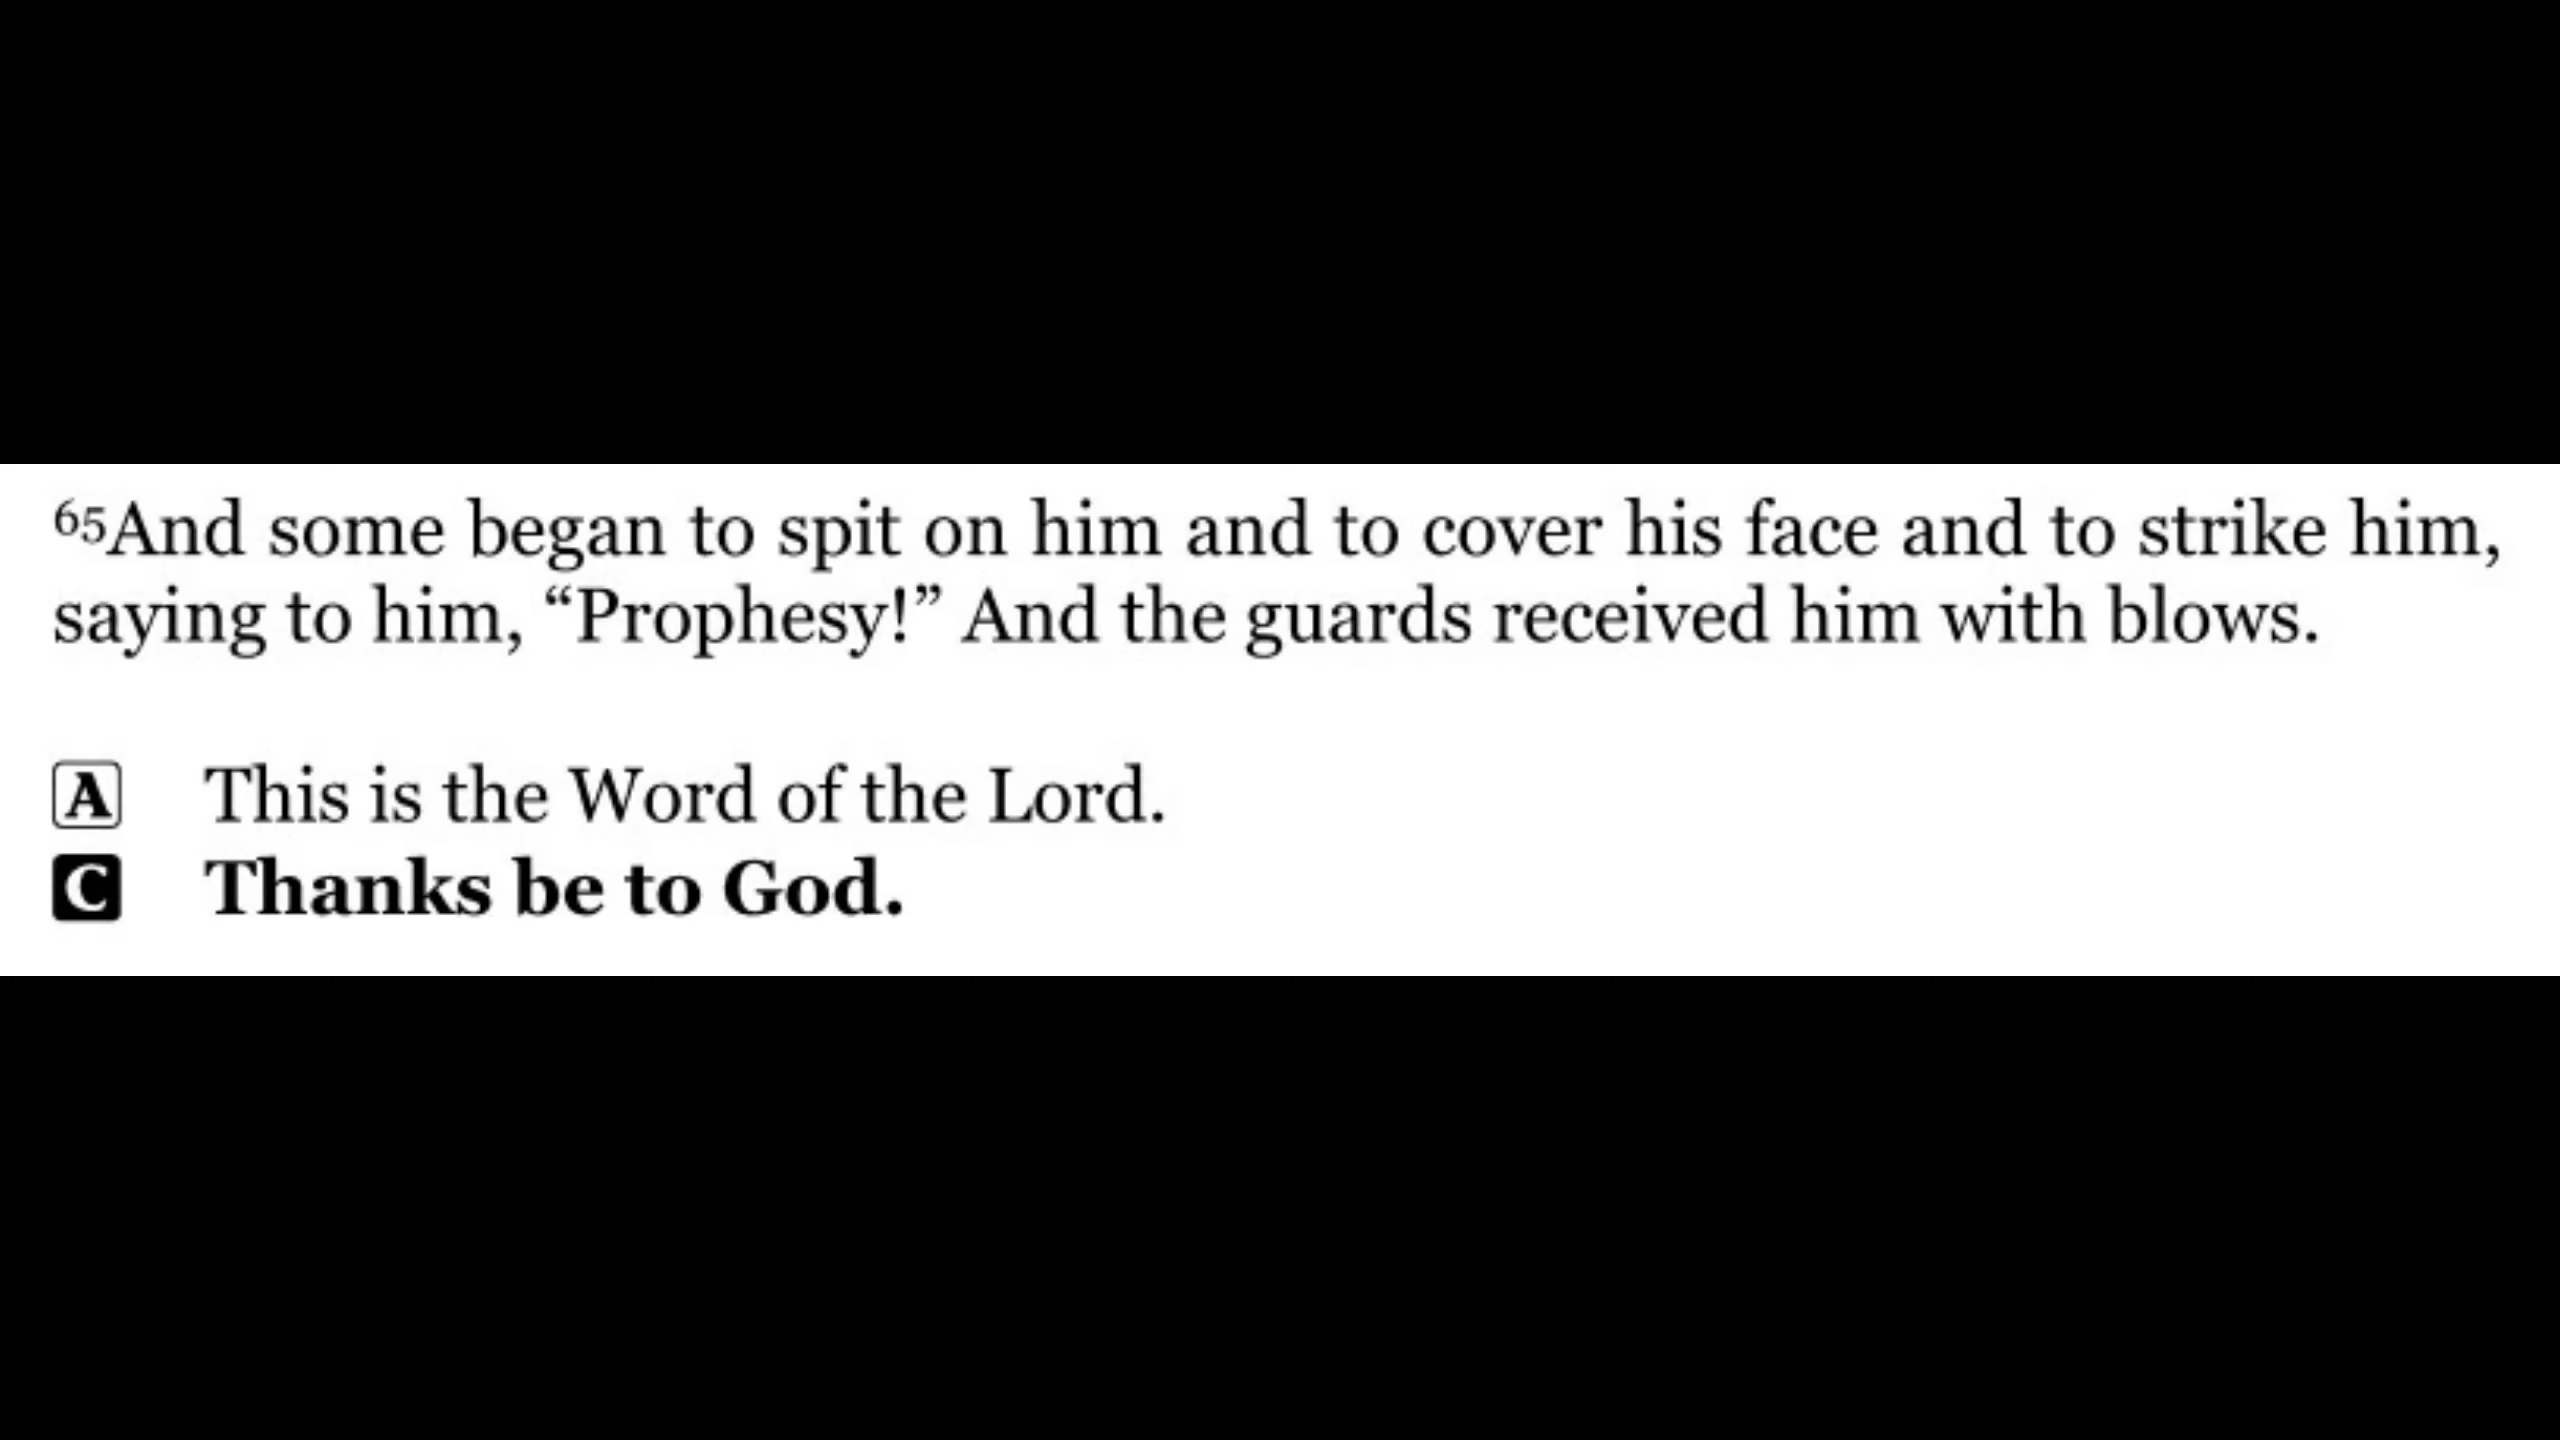 65And some began to spit on him and to cover his face and to strike him,
saying to him, “Prophesy!” And the guards received him with blows.
A This is the Word of the Lord.
C Thanks be to God.